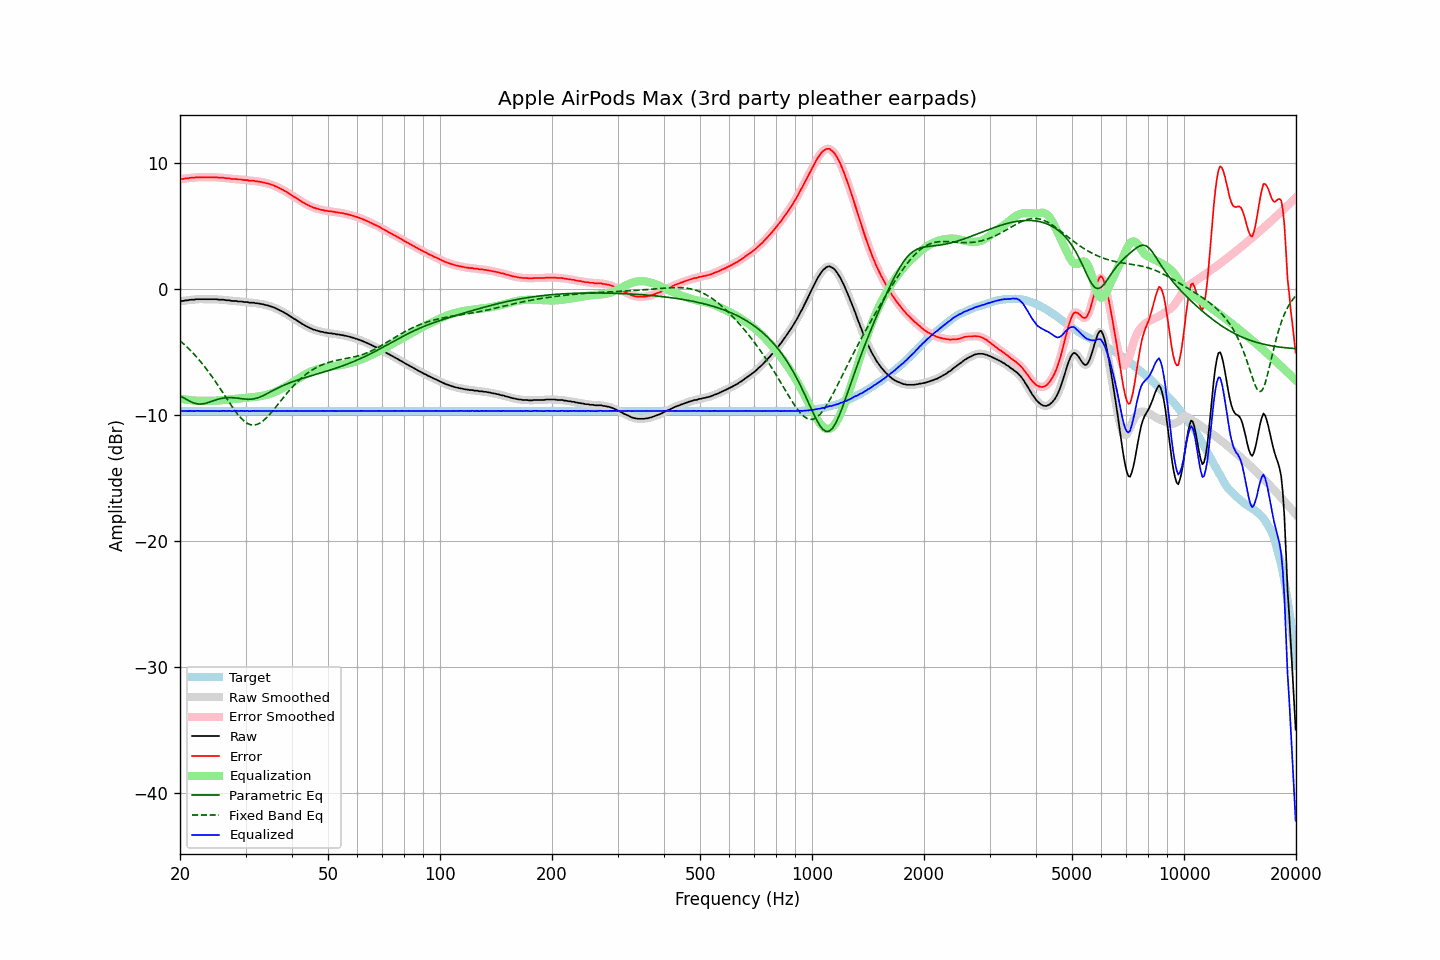 Apple AirPods Max (3rd party pleather earpads)
10
0
−10
−20
−30
−40
Amplitude (dBr)
Target
Raw Smoothed
Error Smoothed
Raw
Error
Equalization
Parametric Eq
Fixed Band Eq
Equalized
20 50 100 200 500 1000 2000 5000 10000 20000
Frequency (Hz)